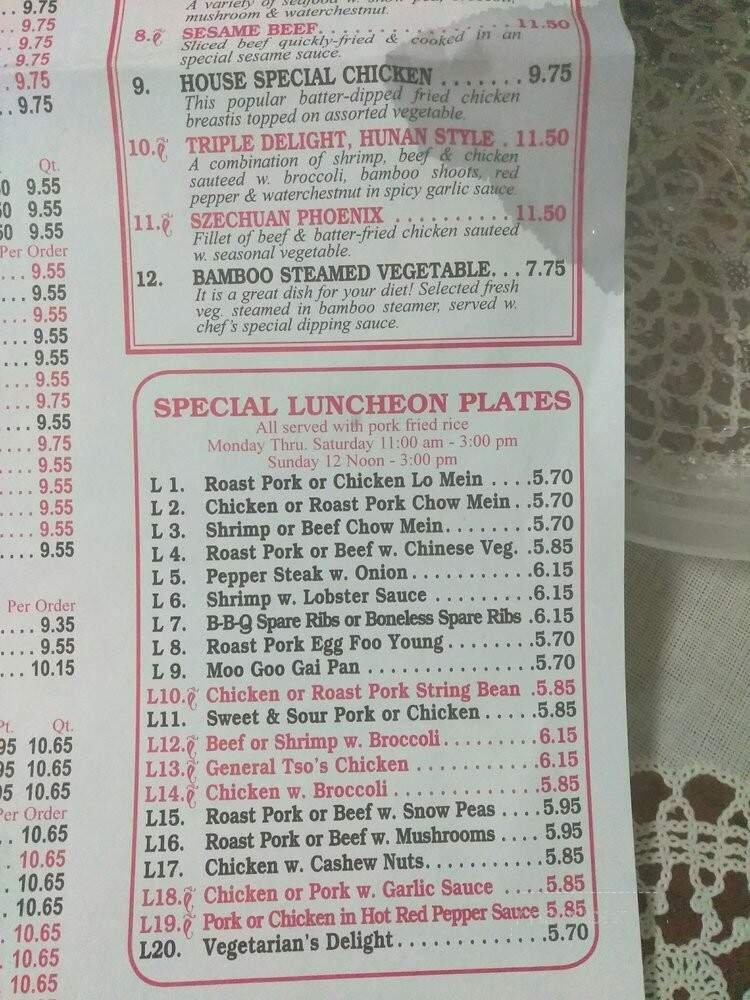 9.75
. 9.75
9.75
. 9.75
. . 9.75
. . 9.75
Qt.
0 9.55
50 9.55
50 9.55
Per Order
. . . 9.55
. . . 9.55
. . . 9.55
. . . 9.55
. . . 9.55
. . . 9.55
. . . 9.75
. . . 9.55
. . . 9.75
. . . 9.55
. . . 9.55
. . . 9.55
. . . 9.55
. . . . 9.55
Per Order
. . . . 9.35
. . . . 9.55
. . . 10.15
Pt. Qt.
95 10.65
95 10.65
95 10.65
Per Order
. . 10.65
. 10.65
. 10.65
. 10.65
. 10.65
. 10.65
. 10.65
A variety of seafood w. snow pea, broccoli,
mushroom & waterchestnut.
8. SESAME BEEF. . . . . . . . . . . . . . . 11.50
Sliced beef quickly-fried & cooked in an
special sesame sauce.
9. HOUSE SPECIAL CHICKEN . . . . . . . 9.75
This popular batter-dipped fried chicken
breastis topped on assorted vegetable.
10. TRIPLE DELIGHT, HUNAN STYLE . 11.50
A combination of shrimp, beef & chicken
sauteed w. broccoli, bamboo shoots, red
pepper & waterchestnut in spicy garlic sauce.
11. SZECHUAN PHOENIX . . . . . . . . . . 11.50
Fillet of beef & batter-fried chicken sauteed
w. seasonal vegetable.
12. BAMBOO STEAMED VEGETABLE. . . 7.75
It is a great dish for your diet! Selected fresh
veg. steamed in bamboo steamer, served w.
chef's special dipping sauce.
SPECIAL LUNCHEON PLATES
All served with pork fried rice
Monday Thru. Saturday 11:00 am - 3:00 pm
Sunday 12 Noon - 3:00 pm
L 1. Roast Pork or Chicken Lo Mein . . . .5.70
L 2. Chicken or Roast Pork Chow Mein . .5.70
L 3. Shrimp or Beef Chow Mein. . . . . . . .5.70
L 4. Roast Pork or Beef w. Chinese Veg. .5.85
L 5. Pepper Steak w. Onion. . . . . . . . . . .6.15
L 6. Shrimp w. Lobster Sauce . . . . . . . . .6.15
L 7. B-B-Q Spare Ribs or Boneless Spare Ribs .6.15
L 8. Roast Pork Egg Foo Young. . . . . . . .5.70
L 9. Moo Goo Gai Pan . . . . . . . . . . . . . .5.70
L10. Chicken or Roast Pork String Bean .5.85
L11. Sweet & Sour Pork or Chicken . . . . .5.85
L12. Beef or Shrimp w. Broccoli. . . . . . . . .6.15
L13. General Tso's Chicken . . . . . . . . . . .6.15
L14. Chicken w. Broccoli . . . . . . . . . . . . .5.85
L15. Roast Pork or Beef w. Snow Peas . . . .5.95
L16. Roast Pork or Beef w. Mushrooms . . . . 5.95
L17. Chicken w. Cashew Nuts. . . . . . . . . . .5.85
L18. Chicken or Pork w. Garlic Sauce . . . .5.85
L19. Pork or Chicken in Hot Red Pepper Sauce 5.85
L20. Vegetarian's Delight. . . . . . . . . . . . .5.70